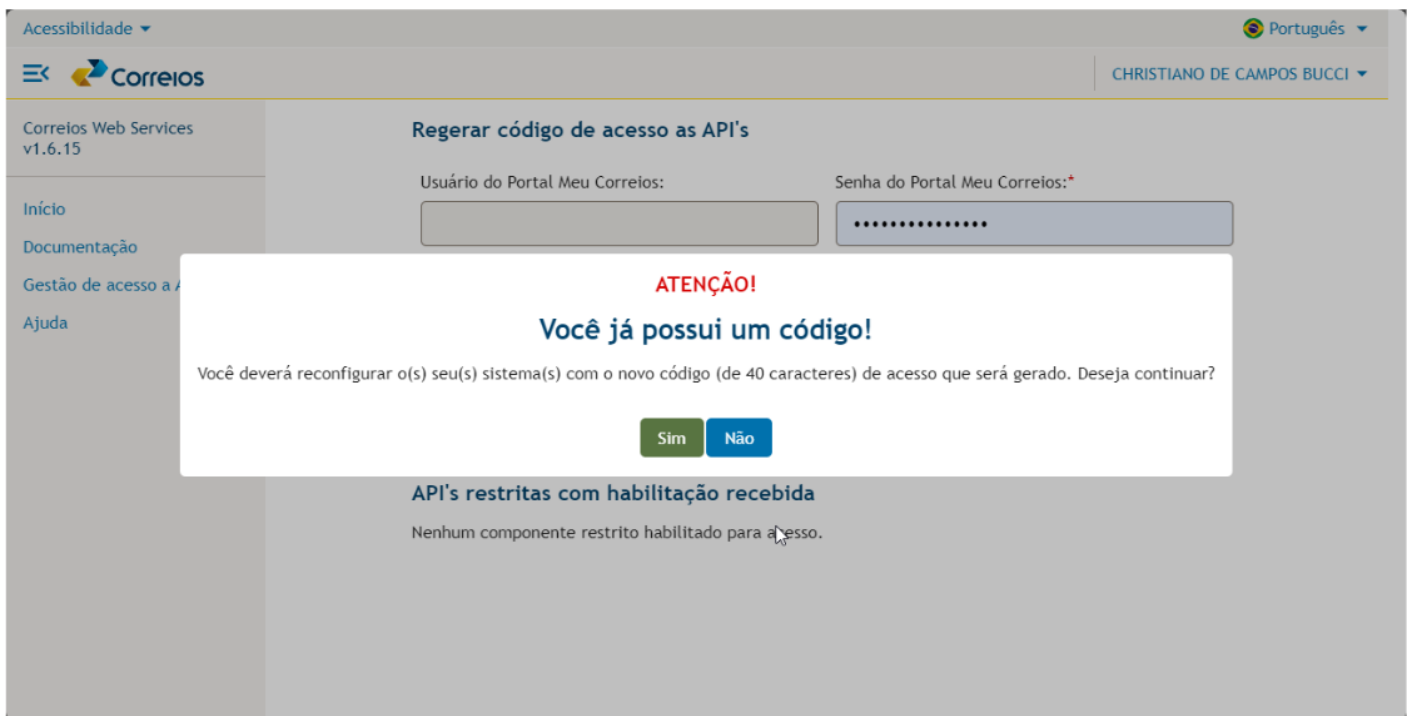 Acessibilidade
Português
Correios
CHRISTIANO DE CAMPOS BUCCI
Correios Web Services
v1.6.15
Regerar código de acesso as API's
Usuário do Portal Meu Correios:
Senha do Portal Meu Correios:*
•••••••••••••••
Início
Documentação
Gestão de acesso a
Ajuda
ATENÇÃO!
Você já possui um código!
Você deverá reconfigurar o(s) seu(s) sistema(s) com o novo código (de 40 caracteres) de acesso que será gerado. Deseja continuar?
Sim
Não
API's restritas com habilitação recebida
Nenhum componente restrito habilitado para acesso.